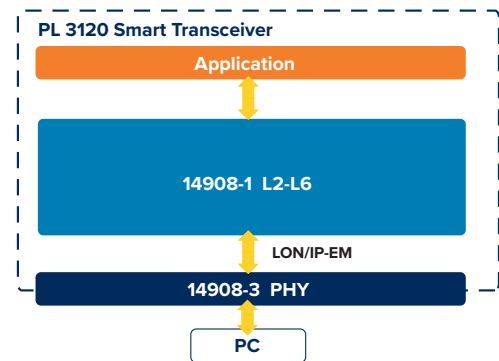 PL 3120 Smart Transceiver
Application
14908-1 L2-L6
LON/IP-EM
14908-3 PHY
PC